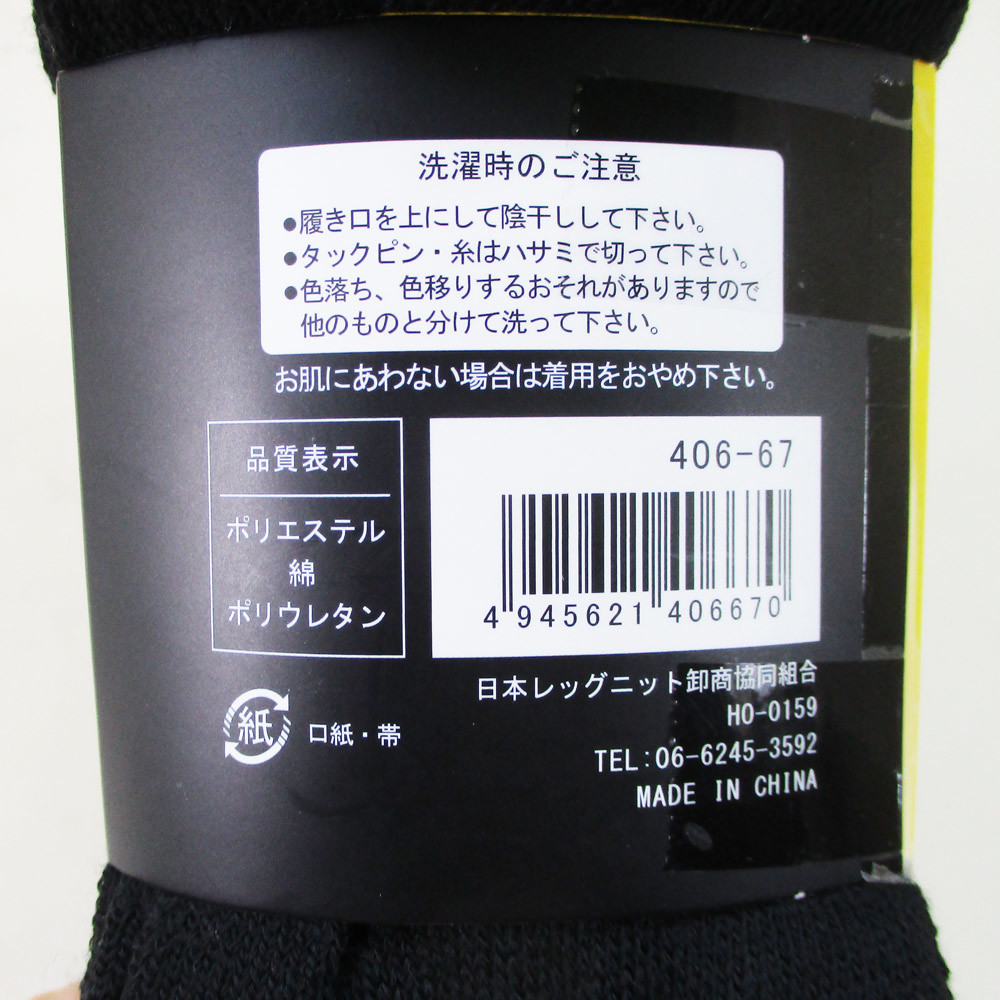 洗濯時のご注意
●履き口を上にして陰干しして下さい。
●タックピン・糸はハサミで切って下さい。
●色落ち、色移りするおそれがありますので
他のものと分けて洗って下さい。
お肌にあわない場合は着用をおやめ下さい。
品質表示
ポリエステル
綿
ポリウレタン
406-67
4 945621 406670
日本レッグニット卸商協同組合
HO-0159
TEL:06-6245-3592
MADE IN CHINA
紙 口紙・帯